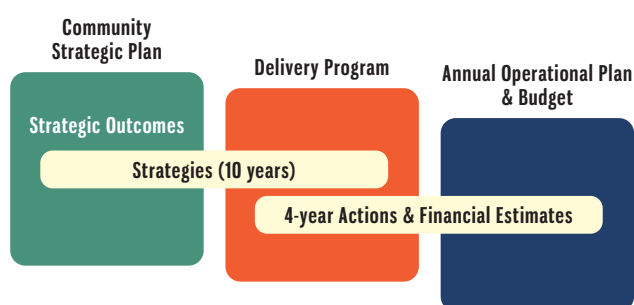 Community
Strategic Plan
Delivery Program
Annual Operational Plan
& Budget
Strategic Outcomes
Strategies (10 years)
4-year Actions & Financial Estimates